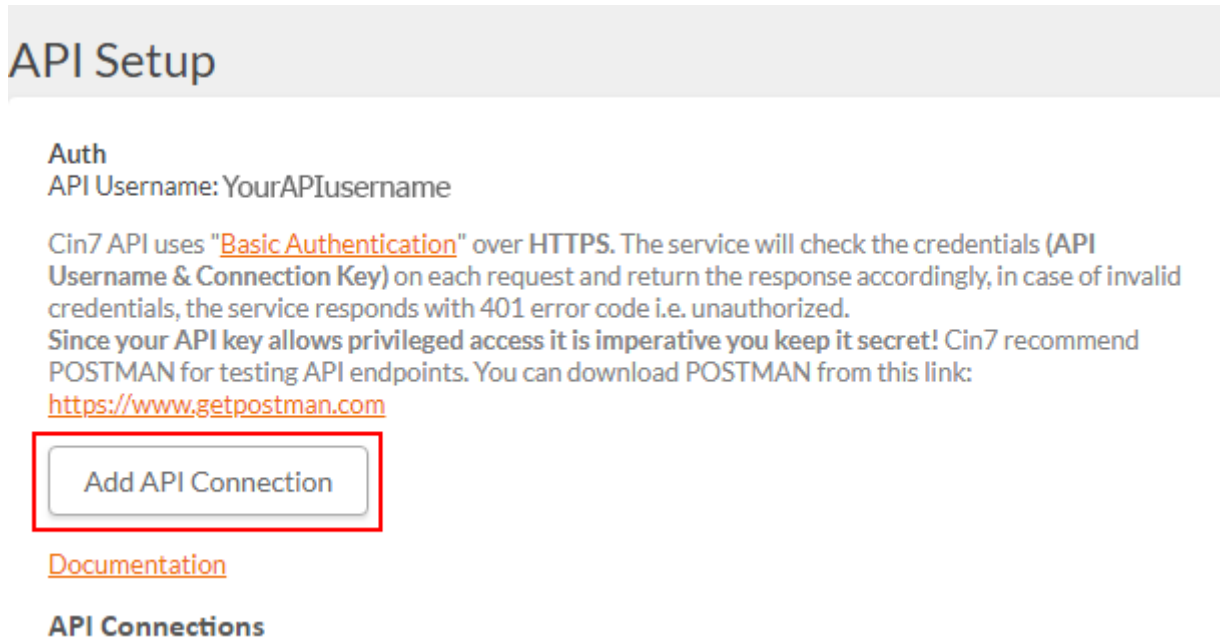 API Setup
Auth
API Username: YourAPIusername
Cin7 API uses "Basic Authentication" over HTTPS. The service will check the credentials (API
Username & Connection Key) on each request and return the response accordingly, in case of invalid
credentials, the service responds with 401 error code i.e. unauthorized.
Since your API key allows privileged access it is imperative you keep it secret! Cin7 recommend
POSTMAN for testing API endpoints. You can download POSTMAN from this link:
https://www.getpostman.com
Add API Connection
Documentation
API Connections